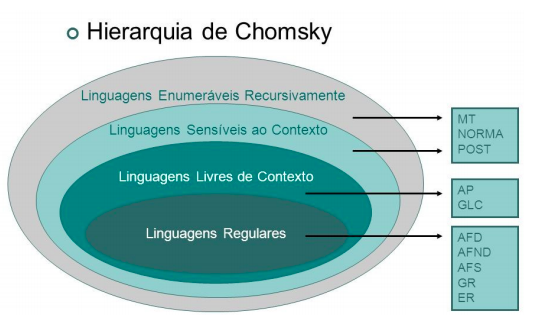 Hierarquia de Chomsky
Linguagens Enumeráveis Recursivamente
Linguagens Sensíveis ao Contexto
Linguagens Livres de Contexto
Linguagens Regulares
MT
NORMA
POST
AP
GLC
AFD
AFND
AFS
GR
ER